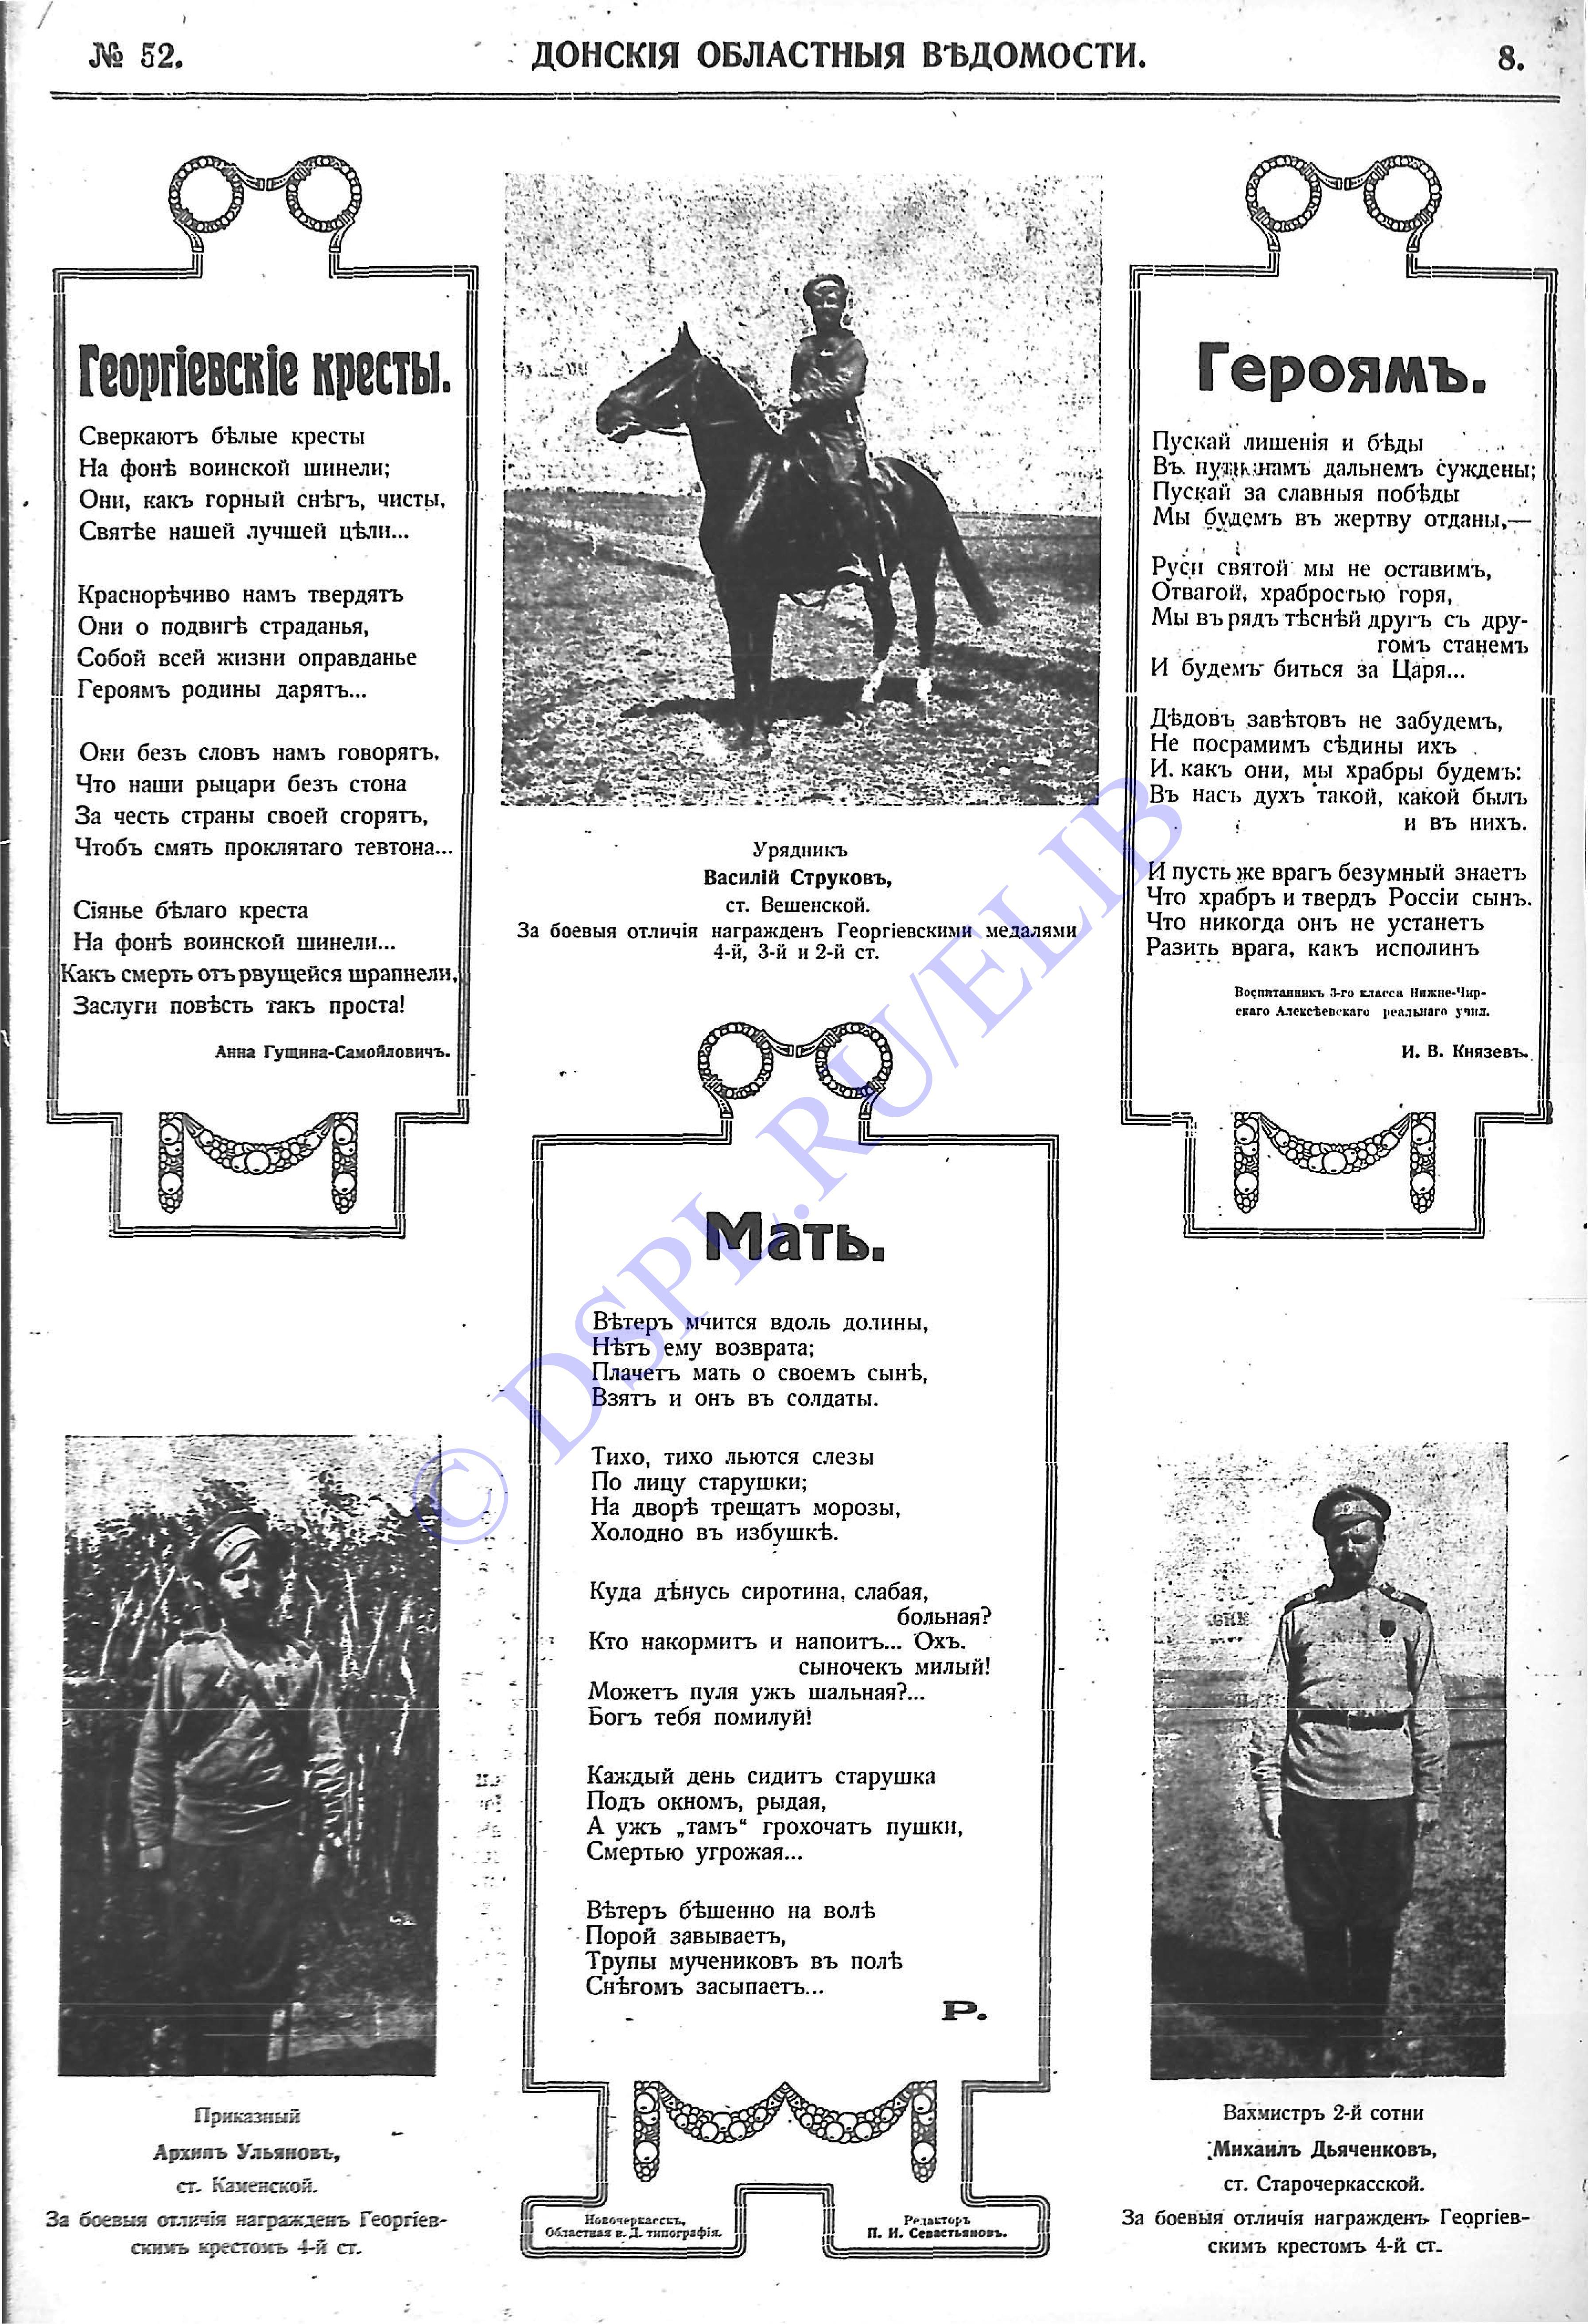 № 52.
ДОНСКІЯ ОБЛАСТНЫЯ ВѢДОМОСТИ.
8.
Георгіевскіе кресты.
Сверкаютъ бѣлые кресты
На фонѣ воинской шинели;
Они, какъ горный снѣгъ, чисты,
Святѣе нашей лучшей цѣли...
Краснорѣчиво намъ твердятъ
Они о подвигѣ страданья,
Собой всей жизни оправданье
Героямъ родины дарятъ...
Они безъ словъ намъ говорятъ,
Что наши рыцари безъ стона
За честь страны своей сгорятъ,
Чтобъ смять проклятаго тевтона...
Сіянье бѣлаго креста
На фонѣ воинской шинели...
Какъ смерть отъ рвущейся шрапнели,
Заслуги повѣсть такъ проста!
Анна Гущина-Самойловичъ.
Урядникъ
Василій Струковъ,
ст. Вешенской.
За боевыя отличія награжденъ Георгіевскими медалями
4-й, 3-й и 2-й ст.
Героямъ.
Пускай лишенія и бѣды
Въ намъ дальнемъ суждены;
Пускай за славныя побѣды
Мы будемъ въ жертву отданы,—
Руси святой мы не оставимъ,
Отвагой, храбростью горя,
Мы въ рядъ тѣснѣй другъ съ дру-
гомъ станемъ
И будемъ биться за Царя...
Дѣдовъ завѣтовъ не забудемъ,
Не посрамимъ сѣдины ихъ
И. какъ они, мы храбры будемъ:
Въ насъ духъ такой, какой былъ
и въ нихъ.
И пусть же врагъ безумный знаетъ
Что храбръ и твердъ Россіи сынъ.
Что никогда онъ не устанетъ
Разить врага, какъ исполинъ
Воспитанникъ 3-го класса Нижне-Чир-
скаго Алексѣевскаго реальнаго учил.
И. В. Князевъ.
Мать.
Вѣтеръ мчится вдоль долины,
Нѣтъ ему возврата;
Плачетъ мать о своемъ сынѣ,
Взятъ и онъ въ солдаты.
Тихо, тихо льются слезы
По лицу старушки;
На дворѣ трещатъ морозы,
Холодно въ избушкѣ.
Куда дѣнусь сиротина, слабая,
больная?
Кто накормитъ и напоитъ... Охъ.
сыночекъ милый!
Можетъ пуля ужъ шальная?...
Богъ тебя помилуй!
Каждый день сидитъ старушка
Подъ окномъ, рыдая,
А ужъ „тамъ“ грохочатъ пушки,
Смертью угрожая...
Вѣтеръ бѣшенно на волѣ
Порой завываетъ,
Трупы мучениковъ въ полѣ
Снѣгомъ засыпаетъ...
Р.
Приказный
Архипъ Ульяновъ,
ст. Каменской.
За боевыя отличія награжденъ Георгіев-
скимъ крестомъ 4-й ст.
Вахмистръ 2-й сотни
Михаилъ Дьяченковъ,
ст. Старочеркасской.
За боевыя отличія награжденъ Георгіев-
скимъ крестомъ 4-й ст.
Новочеркасскъ,
Областная в. Д. типографія.
Редакторъ
П. И. Севастьяновъ.
© DSPL.RU/ELIB